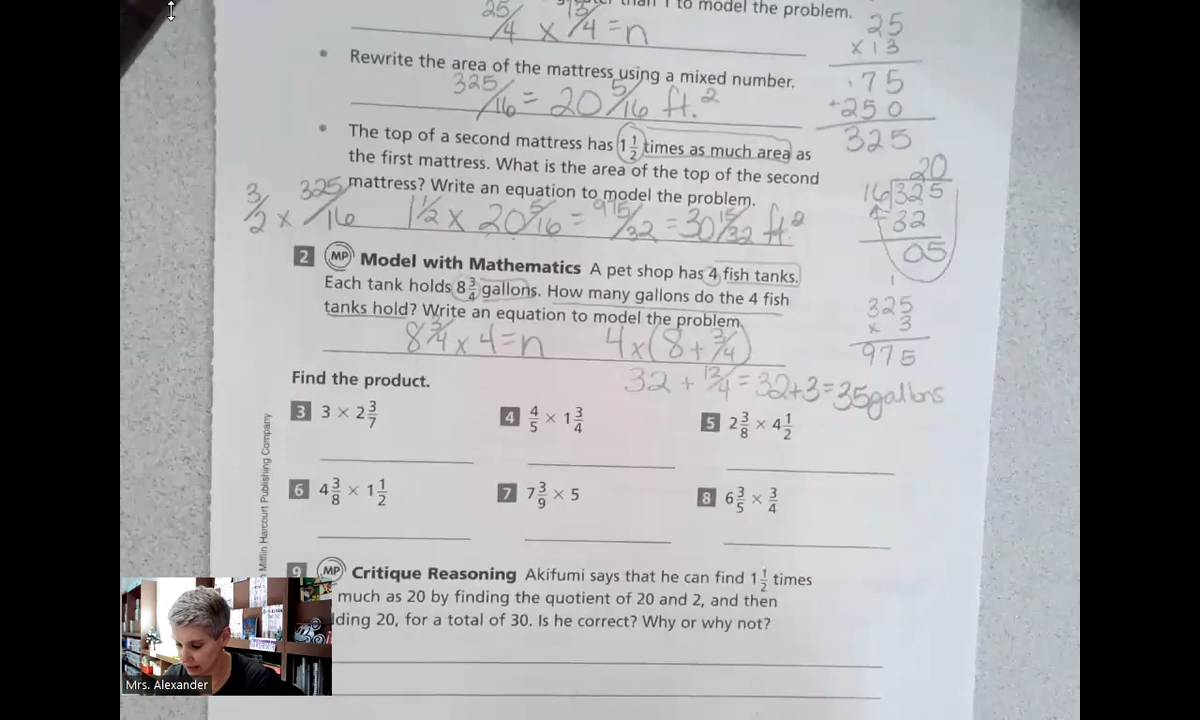 than 1 to model the problem.
25/4 × 13/4 = n
25
× 13
75
+250
325
• Rewrite the area of the mattress using a mixed number.
325/16 = 20 5/16 ft.²
• The top of a second mattress has 1 1/2 times as much area as
the first mattress. What is the area of the top of the second
mattress? Write an equation to model the problem.
3/2 × 325/16 1 1/2 × 20 5/16 = 975/32 = 30 15/32 ft²
20
16)325
32
05
2 MP Model with Mathematics A pet shop has 4 fish tanks.
Each tank holds 8 3/4 gallons. How many gallons do the 4 fish
tanks hold? Write an equation to model the problem.
8 3/4 × 4 = n 4 × (8 + 3/4)
32 + 12/4 = 32 + 3 = 35 gallons
1
325
× 3
975
Find the product.
3 3 × 2 3/7 4 4/5 × 1 3/4 5 2 3/8 × 4 1/2
6 4 3/8 × 1 1/2 7 7 3/9 × 5 8 6 3/5 × 3/4
9 MP Critique Reasoning Akifumi says that he can find 1 1/2 times
much as 20 by finding the quotient of 20 and 2, and then
ding 20, for a total of 30. Is he correct? Why or why not?
Mifflin Harcourt Publishing Company
Mrs. Alexander